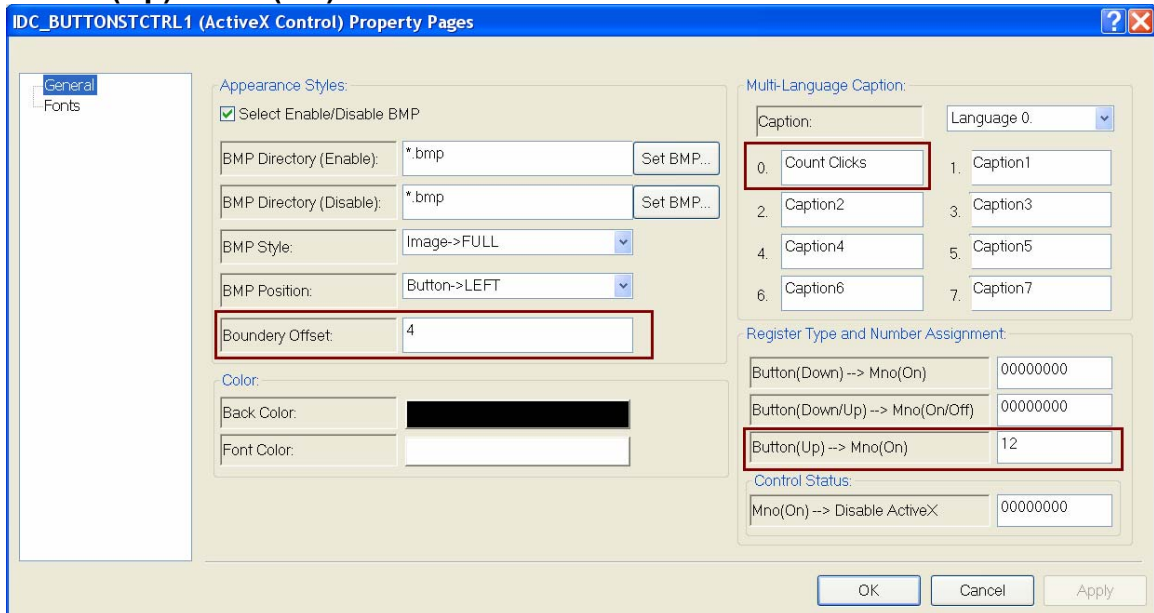 IDC_BUTTONSTCTRL1 (ActiveX Control) Property Pages
General
Fonts
Appearance Styles:
Select Enable/Disable BMP
BMP Directory (Enable): *.bmp Set BMP...
BMP Directory (Disable): *.bmp Set BMP...
BMP Style: Image->FULL
BMP Position: Button->LEFT
Boundery Offset: 4
Color:
Back Color:
Font Color:
Multi-Language Caption:
Caption: Language 0.
0. Count Clicks 1. Caption1
2. Caption2 3. Caption3
4. Caption4 5. Caption5
6. Caption6 7. Caption7
Register Type and Number Assignment:
Button(Down) --> Mno(On) 00000000
Button(Down/Up) --> Mno(On/Off) 00000000
Button(Up) --> Mno(On) 12
Control Status:
Mno(On) --> Disable ActiveX 00000000
OK Cancel Apply